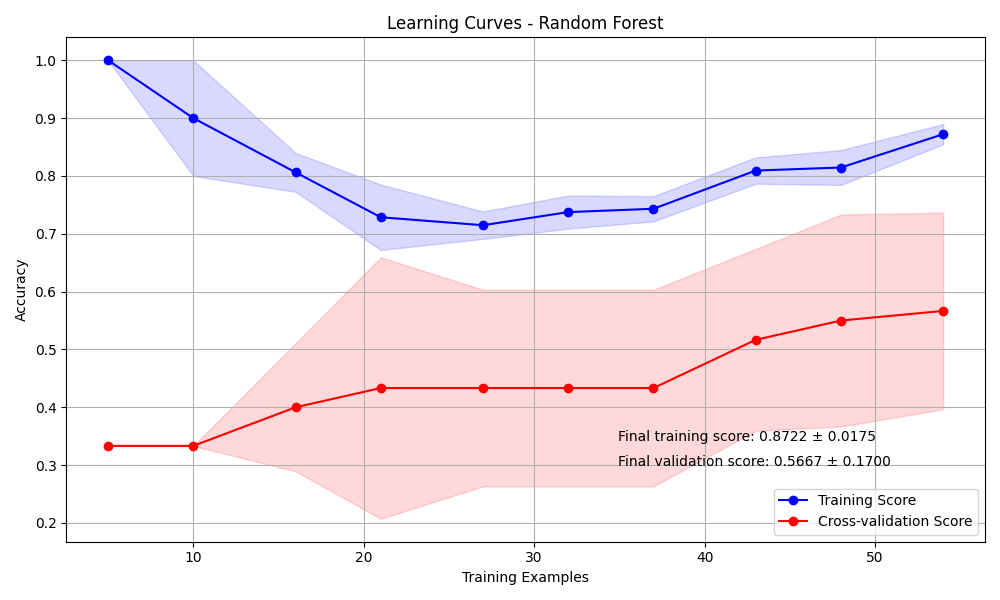 Learning Curves - Random Forest
Accuracy
1.0
0.9
0.8
0.7
0.6
0.5
0.4
0.3
0.2
Final training score: 0.8722 ± 0.0175
Final validation score: 0.5667 ± 0.1700
Training Score
Cross-validation Score
10
20
30
40
50
Training Examples